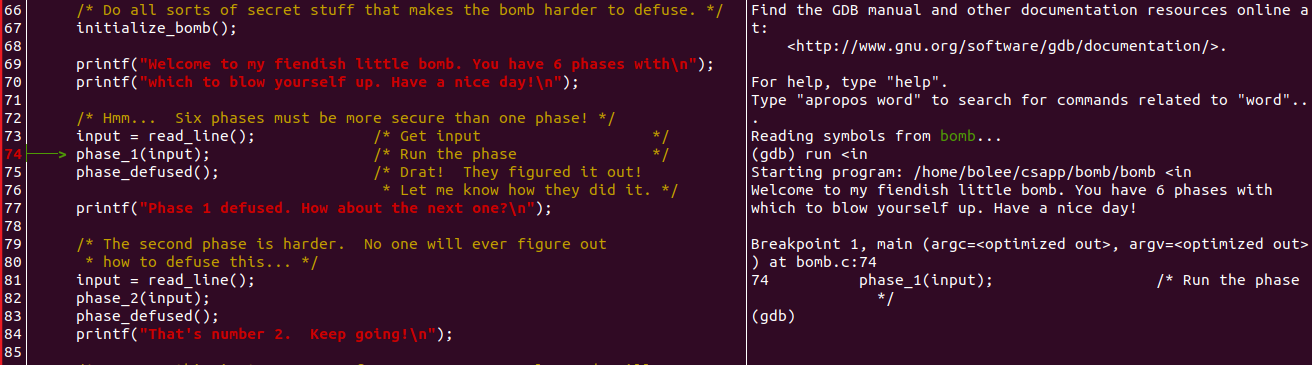 66 /* Do all sorts of secret stuff that makes the bomb harder to defuse. */
67 initialize_bomb();
68
69 printf("Welcome to my fiendish little bomb. You have 6 phases with\n");
70 printf("which to blow yourself up. Have a nice day!\n");
71
72 /* Hmm...  Six phases must be more secure than one phase! */
73 input = read_line();             /* Get input                   */
74 phase_1(input);                  /* Run the phase               */
75 phase_defused();                 /* Drat!  They figured it out!
76 * Let me know how they did it. */
77 printf("Phase 1 defused. How about the next one?\n");
78
79 /* The second phase is harder.  No one will ever figure out
80 * how to defuse this... */
81 input = read_line();
82 phase_2(input);
83 phase_defused();
84 printf("That's number 2.  Keep going!\n");
85
Find the GDB manual and other documentation resources online a
t:
<http://www.gnu.org/software/gdb/documentation/>.
For help, type "help".
Type "apropos word" to search for commands related to "word"..
.
Reading symbols from bomb...
(gdb) run <in
Starting program: /home/bolee/csapp/bomb/bomb <in
Welcome to my fiendish little bomb. You have 6 phases with
which to blow yourself up. Have a nice day!
Breakpoint 1, main (argc=<optimized out>, argv=<optimized out>
) at bomb.c:74
74          phase_1(input);                  /* Run the phase
*/
(gdb)